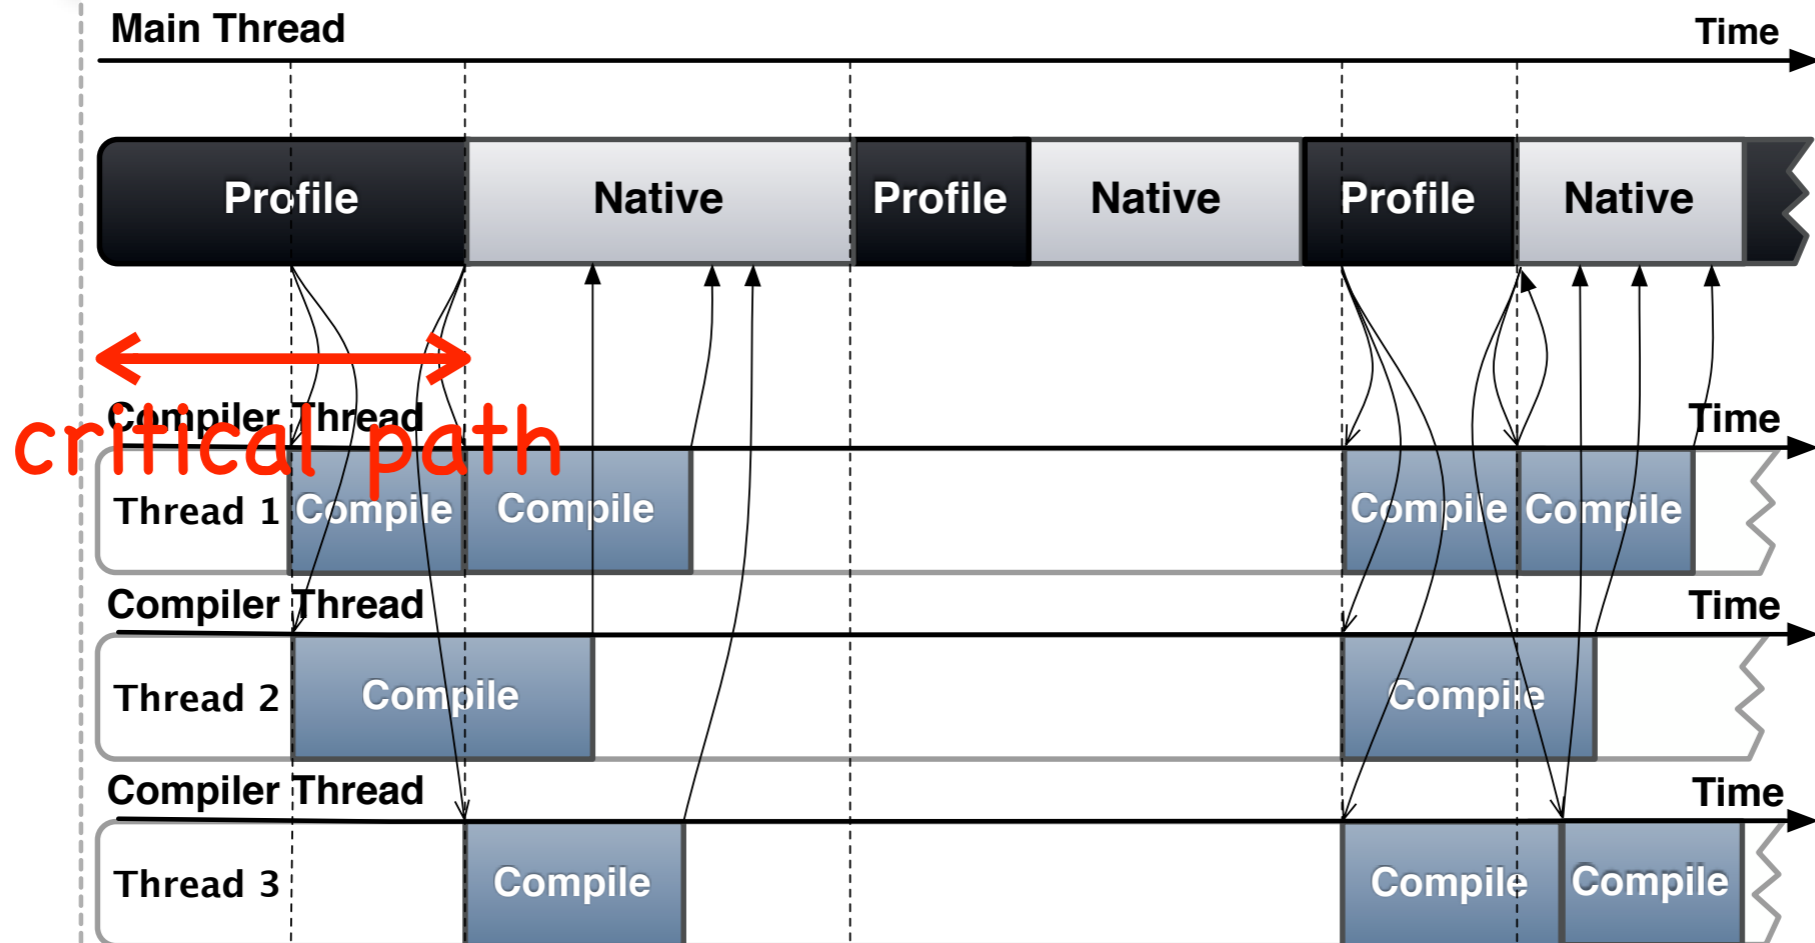 Main Thread Time
Profile Native Profile Native Profile Native
Compiler Thread Time
critical path
Thread 1 Compile Compile Compile Compile
Compiler Thread Time
Thread 2 Compile Compile
Compiler Thread Time
Thread 3 Compile Compile Compile